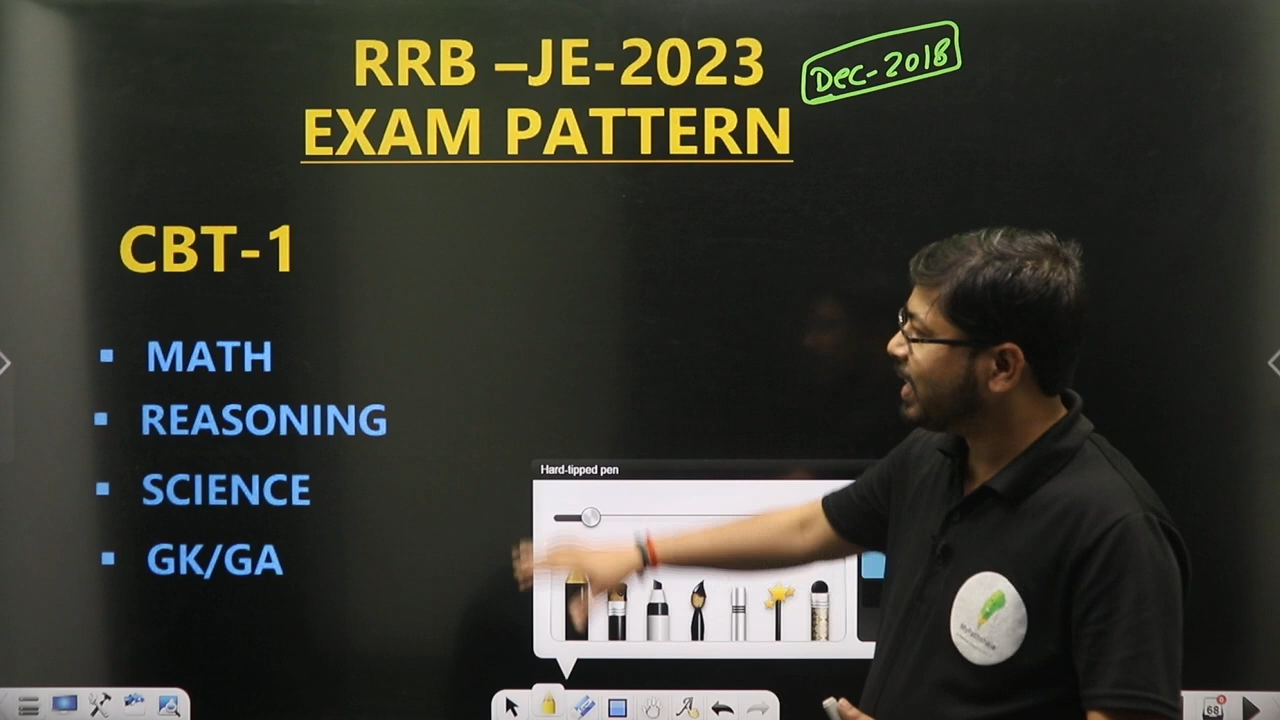 RRB –JE-2023
Dec-2018
EXAM PATTERN
CBT-1
▪ MATH
▪ REASONING
▪ SCIENCE
▪ GK/GA
Hard-tipped pen
68